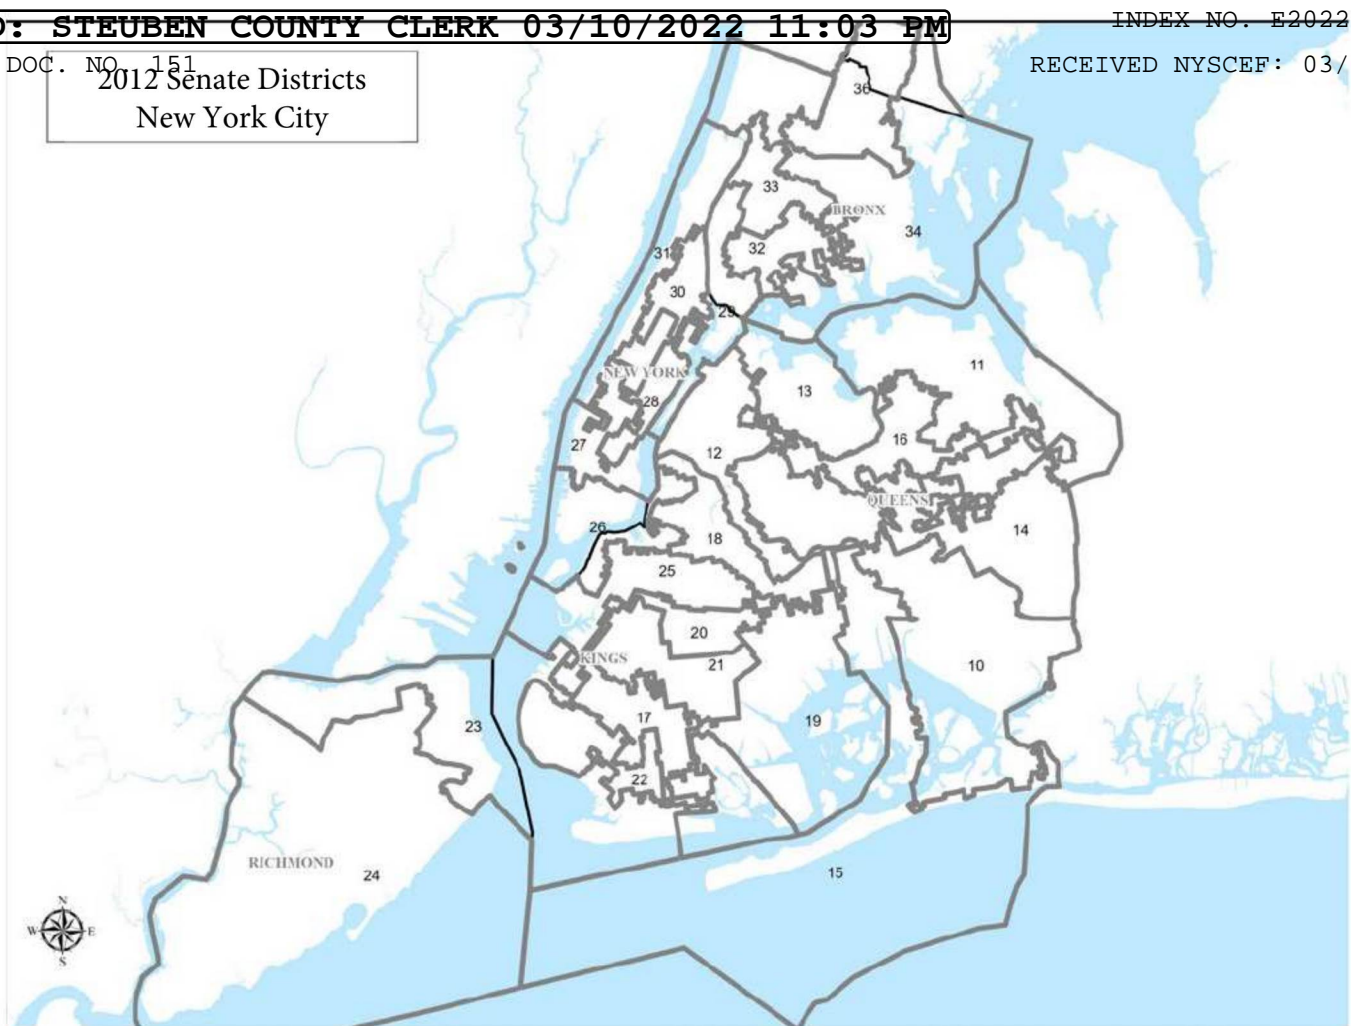 D: STEUBEN COUNTY CLERK 03/10/2022 11:03 PM
INDEX NO. E2022
DOC. NO. 151
RECEIVED NYSCEF: 03/
2012 Senate Districts
New York City
36
33
BRONX
34
32
31
30
29
11
NEW YORK
13
28
16
27
12
QUEENS
14
26
18
25
20
KINGS
21
10
17
19
23
22
RICHMOND
24
15
N
W E
S